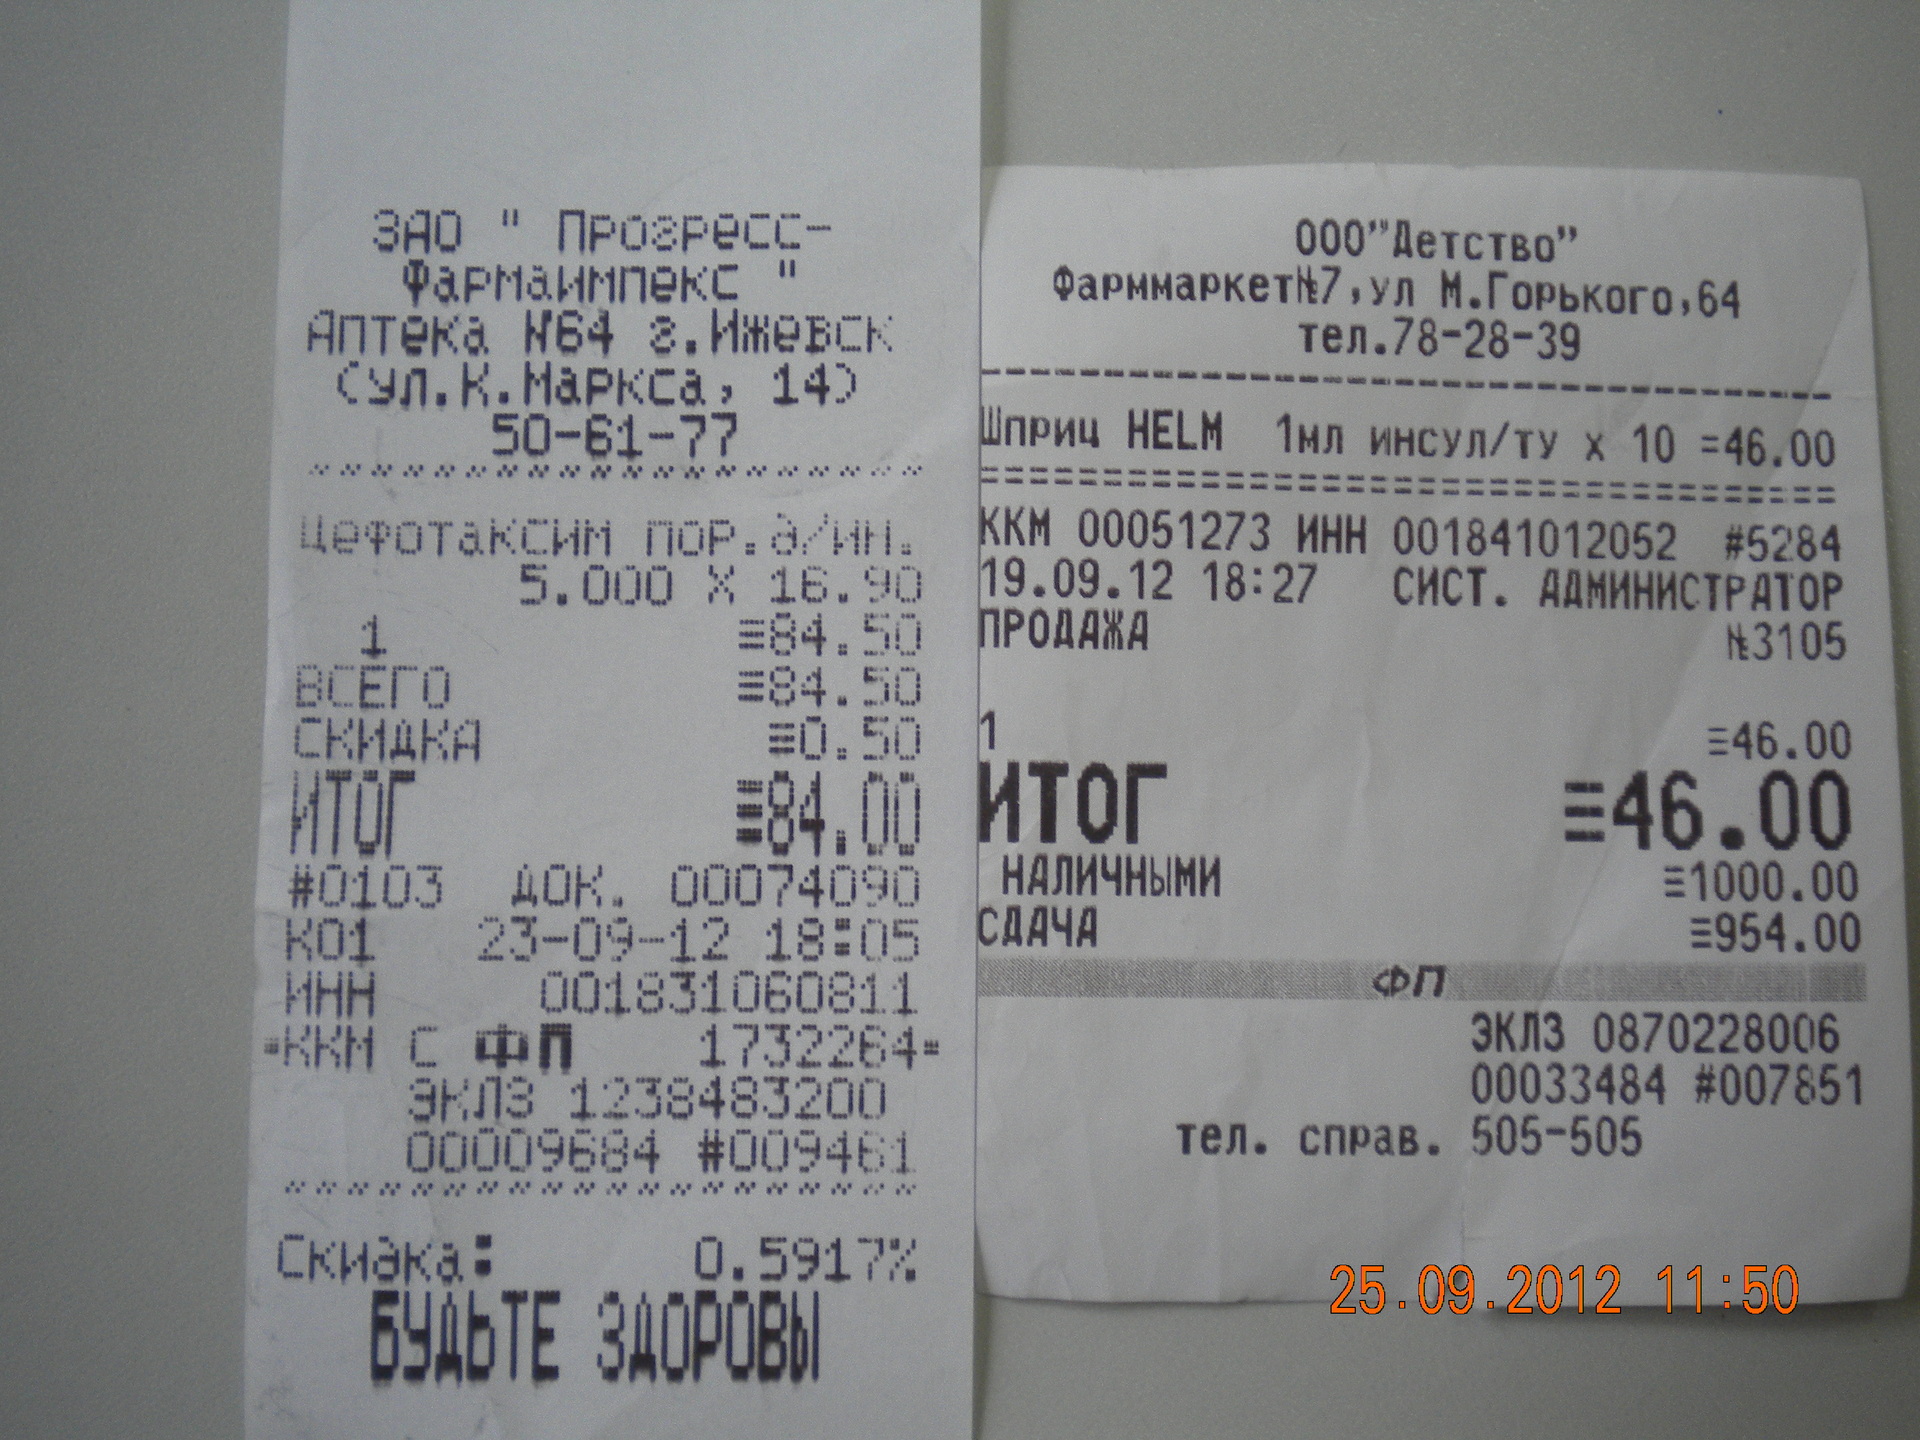 ЗАО " Прогресс-
Фармаимпекс "
Аптека №64 г.Ижевск
(ул.К.Маркса, 14)
50-61-77
Цефотаксим пор.д/ин.
5.000 X 16.90
1 ≡84.50
ВСЕГО ≡84.50
СКИДКА ≡0.50
ИТОГ ≡84.00
#0103 ДОК. 00074090
К01 23-09-12 18:05
ИНН 001831060811
=ККМ С ФП 1732264=
ЭКЛЗ 1238483200
00009684 #009461
Скидка: 0.5917%
БУДЬТЕ ЗДОРОВЫ
ООО"Детство"
Фарммаркет№7,ул М.Горького,64
тел.78-28-39
Шприц HELM 1мл инсул/ту х 10 =46.00
ККМ 00051273 ИНН 001841012052 #5284
19.09.12 18:27 СИСТ. АДМИНИСТРАТОР
ПРОДАЖА №3105
1 ≡46.00
ИТОГ ≡46.00
НАЛИЧНЫМИ ≡1000.00
СДАЧА ≡954.00
ФП
ЭКЛЗ 0870228006
00033484 #007851
тел. справ. 505-505
25.09.2012 11:50